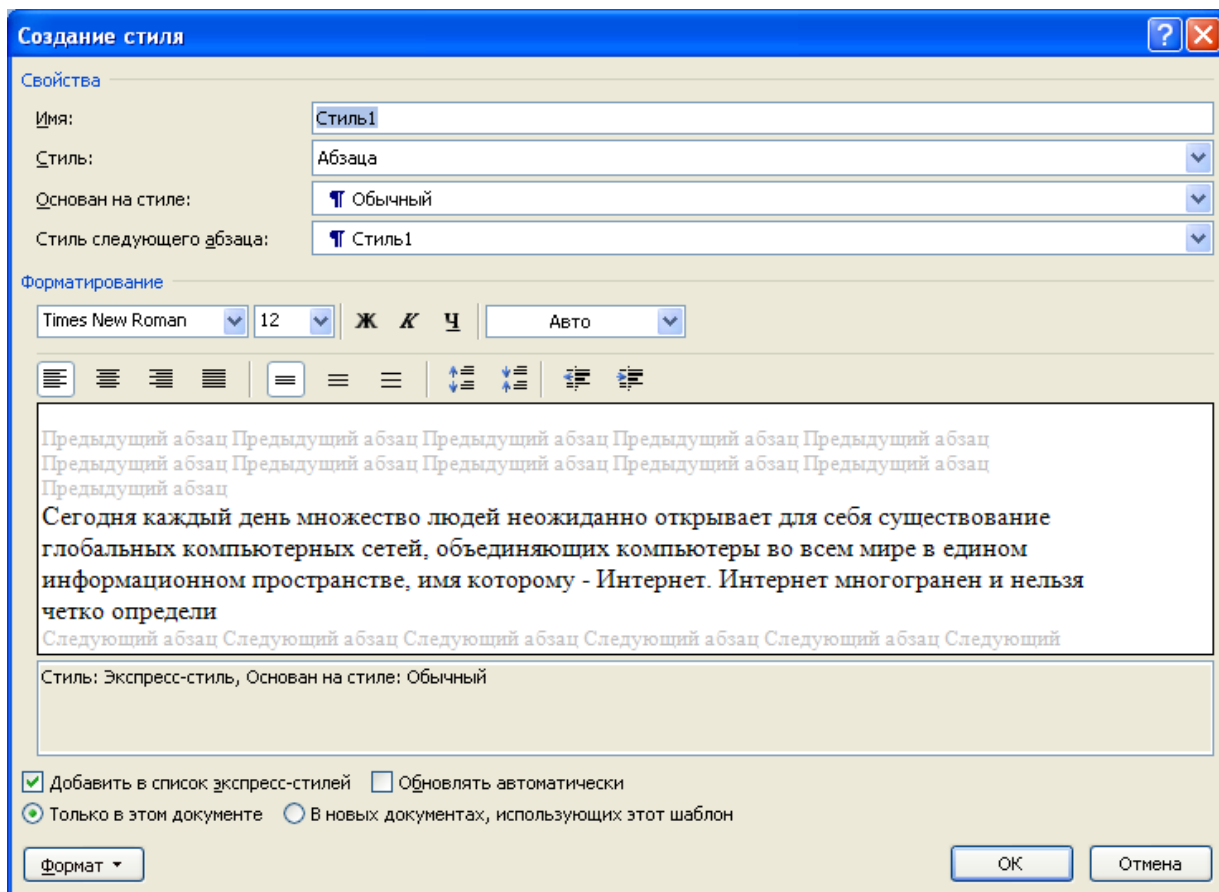 Создание стиля
Свойства
Имя: Стиль1
Стиль: Абзаца
Основан на стиле: ¶ Обычный
Стиль следующего абзаца: ¶ Стиль1
Форматирование
Times New Roman 12 Ж К Ч Авто
Предыдущий абзац Предыдущий абзац Предыдущий абзац Предыдущий абзац Предыдущий абзац
Предыдущий абзац Предыдущий абзац Предыдущий абзац Предыдущий абзац Предыдущий абзац
Предыдущий абзац
Сегодня каждый день множество людей неожиданно открывает для себя существование
глобальных компьютерных сетей, объединяющих компьютеры во всем мире в едином
информационном пространстве, имя которому - Интернет. Интернет многогранен и нельзя
четко определи
Следующий абзац Следующий абзац Следующий абзац Следующий абзац Следующий абзац Следующий
Стиль: Экспресс-стиль, Основан на стиле: Обычный
Добавить в список экспресс-стилей Обновлять автоматически
Только в этом документе В новых документах, использующих этот шаблон
Формат ОК Отмена